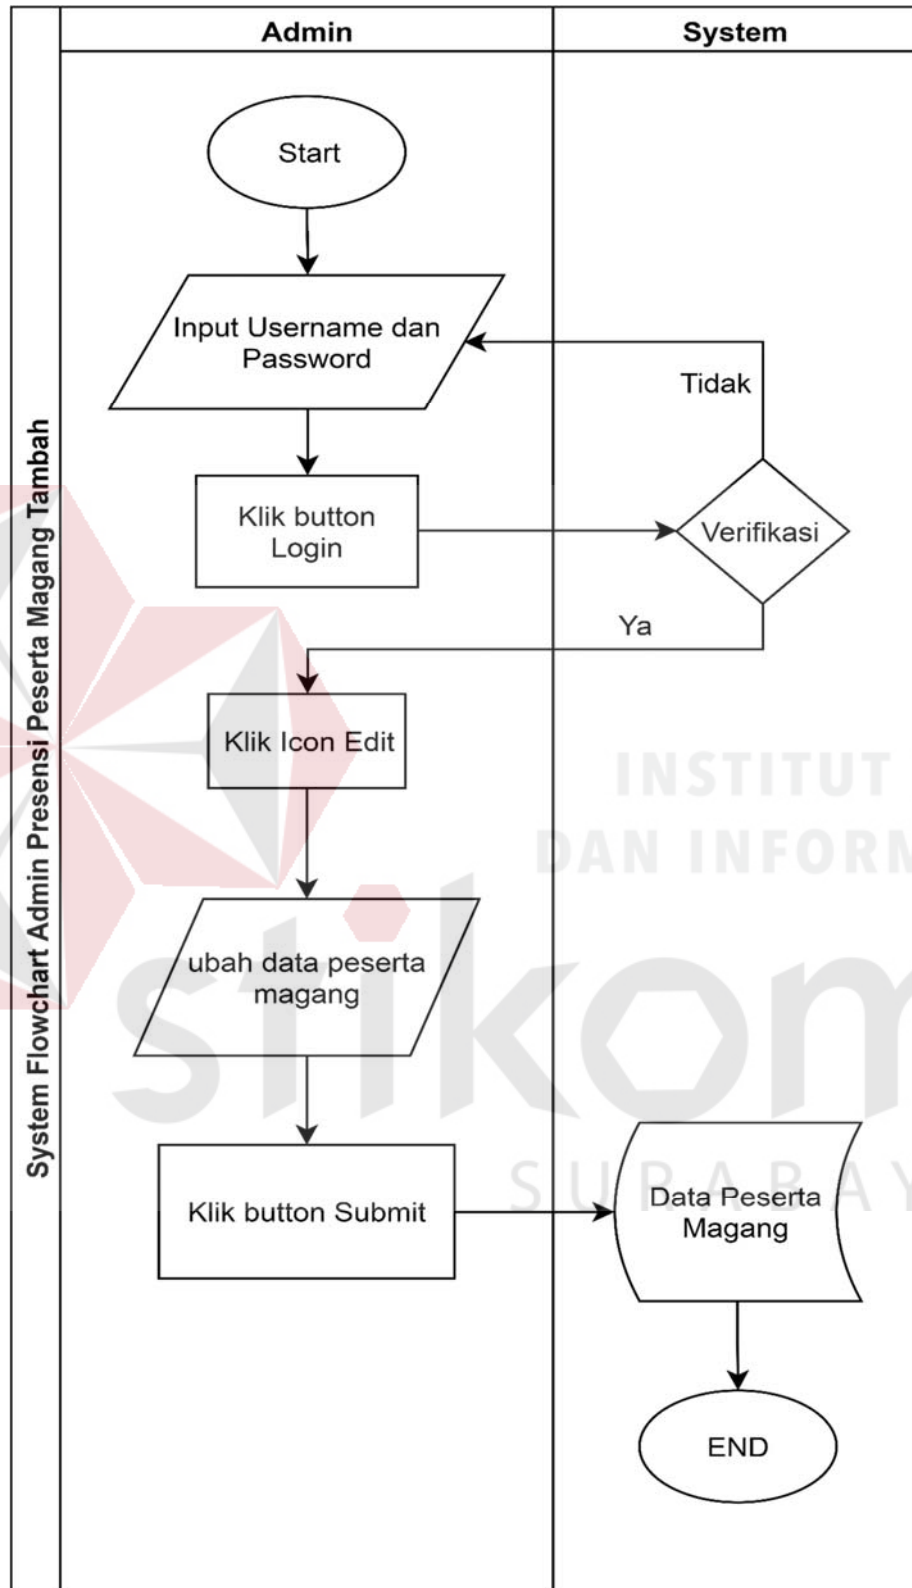 Admin
System
System Flowchart Admin Presensi Peserta Magang Tambah
Start
Input Username dan
Password
Tidak
Klik button
Login
Verifikasi
Ya
Klik Icon Edit
INSTITUT
DAN INFORM
ubah data peserta
magang
stikom
SURABAY
Klik button Submit
Data Peserta
Magang
END